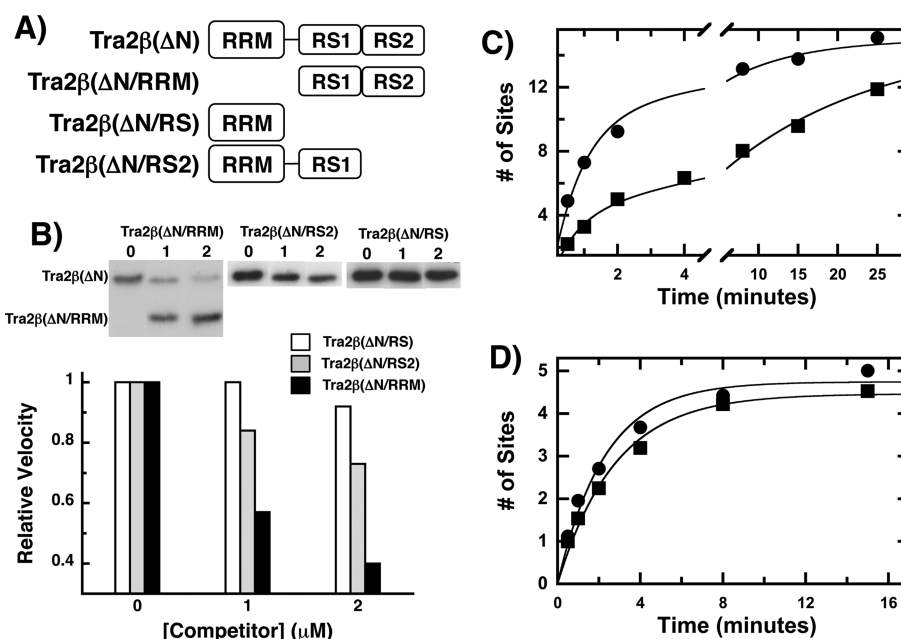 A)
Tra2β(ΔN) RRM RS1 RS2
Tra2β(ΔN/RRM) RS1 RS2
Tra2β(ΔN/RS) RRM
Tra2β(ΔN/RS2) RRM RS1
B)
Tra2β(ΔN/RRM) Tra2β(ΔN/RS2) Tra2β(ΔN/RS)
0 1 2 0 1 2 0 1 2
Tra2β(ΔN)
Tra2β(ΔN/RRM)
Tra2β(ΔN/RS)
Tra2β(ΔN/RS2)
Tra2β(ΔN/RRM)
Relative Velocity
1
0.8
0.6
0.4
0 1 2
[Competitor] (μM)
C)
# of Sites
12
8
4
2 4 10 15 20 25
Time (minutes)
D)
# of Sites
5
4
3
2
1
0
0 4 8 12 16
Time (minutes)